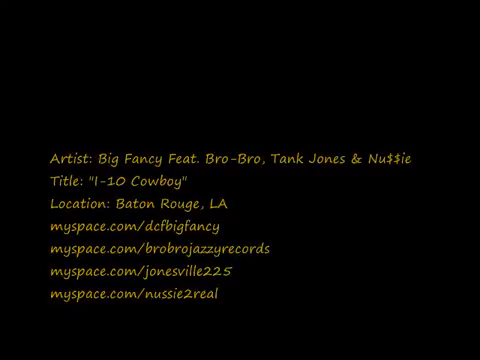 Artist: Big Fancy Feat. Bro-Bro, Tank Jones & Nu$$ie
Title: "I-10 Cowboy"
Location: Baton Rouge, LA
myspace.com/dcfbigfancy
myspace.com/brobrojazzyrecords
myspace.com/jonesville225
myspace.com/nussie2real